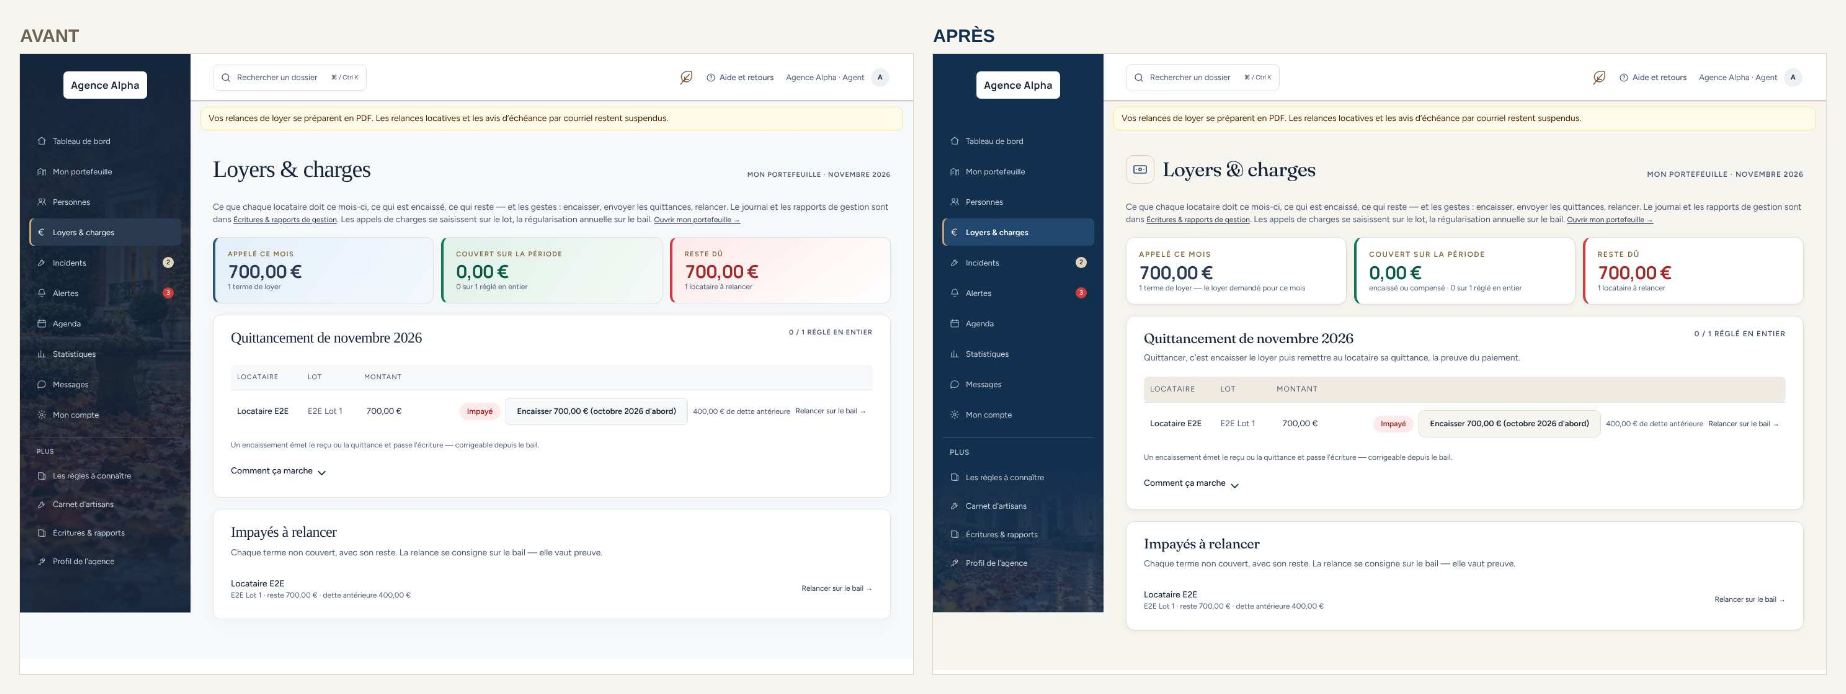 AVANT
Agence Alpha
Rechercher un dossier
⌘ / Ctrl K
Aide et retours
Agence Alpha · Agent
A
Vos relances de loyer se préparent en PDF. Les relances locatives et les avis d'échéance par courriel restent suspendus.
Tableau de bord
Mon portefeuille
Personnes
€ Loyers & charges
Incidents 2
Alertes 3
Agenda
Statistiques
Messages
Mon compte
PLUS
Les règles à connaître
Carnet d'artisans
Écritures & rapports
Profil de l'agence
Loyers & charges
MON PORTEFEUILLE · NOVEMBRE 2026
Ce que chaque locataire doit ce mois-ci, ce qui est encaissé, ce qui reste — et les gestes : encaisser, envoyer les quittances, relancer. Le journal et les rapports de gestion sont
dans Écritures & rapports de gestion. Les appels de charges se saisissent sur le lot, la régularisation annuelle sur le bail. Ouvrir mon portefeuille →
APPELÉ CE MOIS
700,00 €
1 terme de loyer
COUVERT SUR LA PÉRIODE
0,00 €
0 sur 1 réglé en entier
RESTE DÛ
700,00 €
1 locataire à relancer
Quittancement de novembre 2026
0 / 1 RÉGLÉ EN ENTIER
LOCATAIRE LOT MONTANT
Locataire E2E E2E Lot 1 700,00 € Impayé Encaisser 700,00 € (octobre 2026 d'abord) 400,00 € de dette antérieure Relancer sur le bail →
Un encaissement émet le reçu ou la quittance et passe l'écriture — corrigeable depuis le bail.
Comment ça marche
Impayés à relancer
Chaque terme non couvert, avec son reste. La relance se consigne sur le bail — elle vaut preuve.
Locataire E2E
E2E Lot 1 · reste 700,00 € · dette antérieure 400,00 €
Relancer sur le bail →
APRÈS
Agence Alpha
Rechercher un dossier
⌘ / Ctrl K
Aide et retours
Agence Alpha · Agent
A
Vos relances de loyer se préparent en PDF. Les relances locatives et les avis d'échéance par courriel restent suspendus.
Tableau de bord
Mon portefeuille
Personnes
€ Loyers & charges
Incidents 2
Alertes 3
Agenda
Statistiques
Messages
Mon compte
PLUS
Les règles à connaître
Carnet d'artisans
Écritures & rapports
Profil de l'agence
Loyers & charges
MON PORTEFEUILLE · NOVEMBRE 2026
Ce que chaque locataire doit ce mois-ci, ce qui est encaissé, ce qui reste — et les gestes : encaisser, envoyer les quittances, relancer. Le journal et les rapports de gestion sont
dans Écritures & rapports de gestion. Les appels de charges se saisissent sur le lot, la régularisation annuelle sur le bail. Ouvrir mon portefeuille →
APPELÉ CE MOIS
700,00 €
1 terme de loyer — le loyer demandé pour ce mois
COUVERT SUR LA PÉRIODE
0,00 €
encaissé ou compensé · 0 sur 1 réglé en entier
RESTE DÛ
700,00 €
1 locataire à relancer
Quittancement de novembre 2026
0 / 1 RÉGLÉ EN ENTIER
Quittancer, c'est encaisser le loyer puis remettre au locataire sa quittance, la preuve du paiement.
LOCATAIRE LOT MONTANT
Locataire E2E E2E Lot 1 700,00 € Impayé Encaisser 700,00 € (octobre 2026 d'abord) 400,00 € de dette antérieure Relancer sur le bail →
Un encaissement émet le reçu ou la quittance et passe l'écriture — corrigeable depuis le bail.
Comment ça marche
Impayés à relancer
Chaque terme non couvert, avec son reste. La relance se consigne sur le bail — elle vaut preuve.
Locataire E2E
E2E Lot 1 · reste 700,00 € · dette antérieure 400,00 €
Relancer sur le bail →